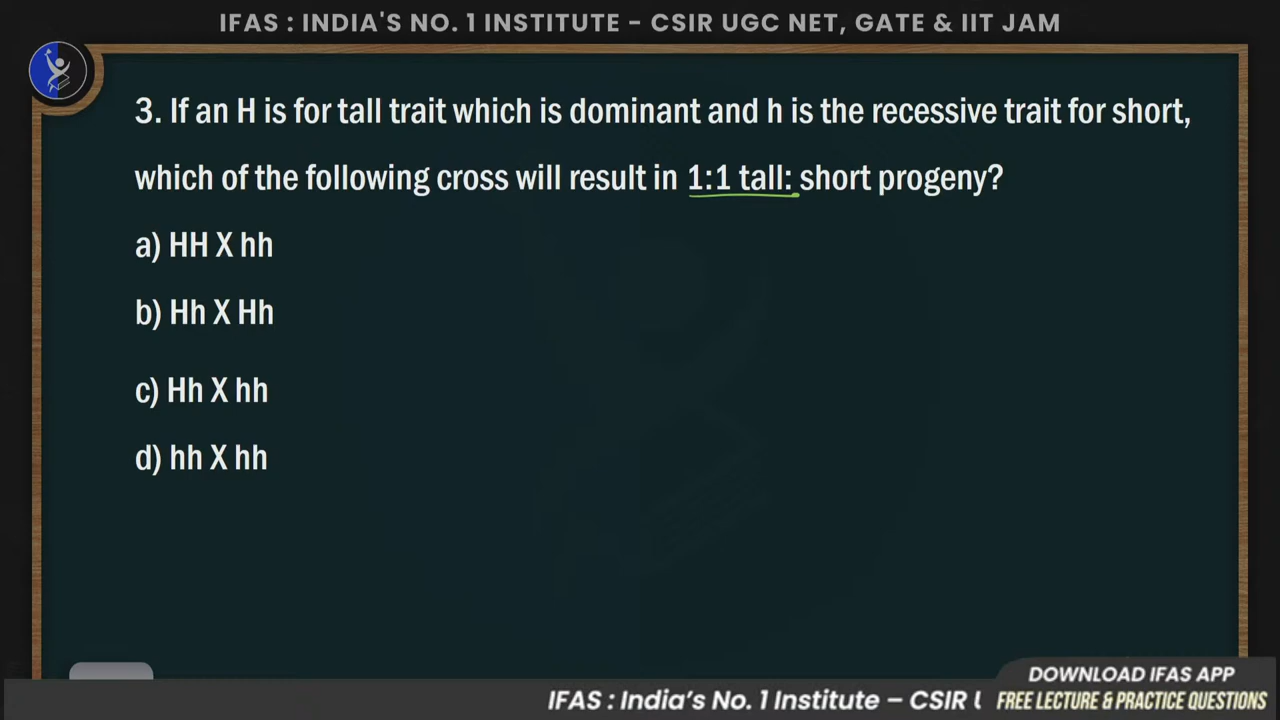 IFAS : INDIA'S NO. 1 INSTITUTE - CSIR UGC NET, GATE & IIT JAM
3. If an H is for tall trait which is dominant and h is the recessive trait for short,
which of the following cross will result in 1:1 tall: short progeny?
a) HH X hh
b) Hh X Hh
c) Hh X hh
d) hh X hh
DOWNLOAD IFAS APP
IFAS : India's No. 1 Institute – CSIR U
FREE LECTURE & PRACTICE QUESTIONS